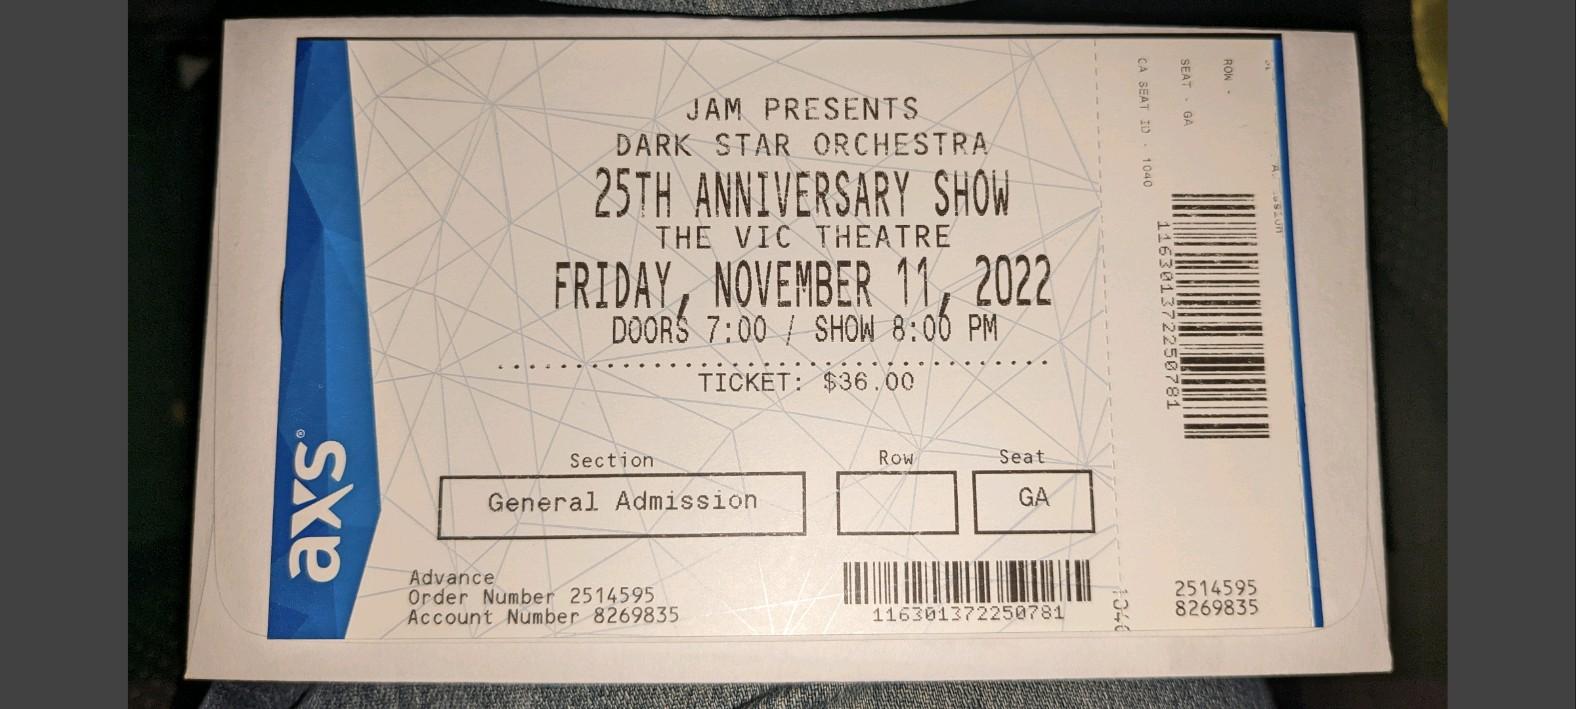 JAM PRESENTS
DARK STAR ORCHESTRA
25TH ANNIVERSARY SHOW
THE VIC THEATRE
FRIDAY, NOVEMBER 11, 2022
DOORS 7:00 / SHOW 8:00 PM
TICKET: $36.00
Section Row Seat
General Admission GA
Advance
Order Number 2514595
Account Number 8269835
116301372250781
axs®
CA SEAT ID - 1040
SEAT - GA
ROW -
116301372250781
2514595
8269835